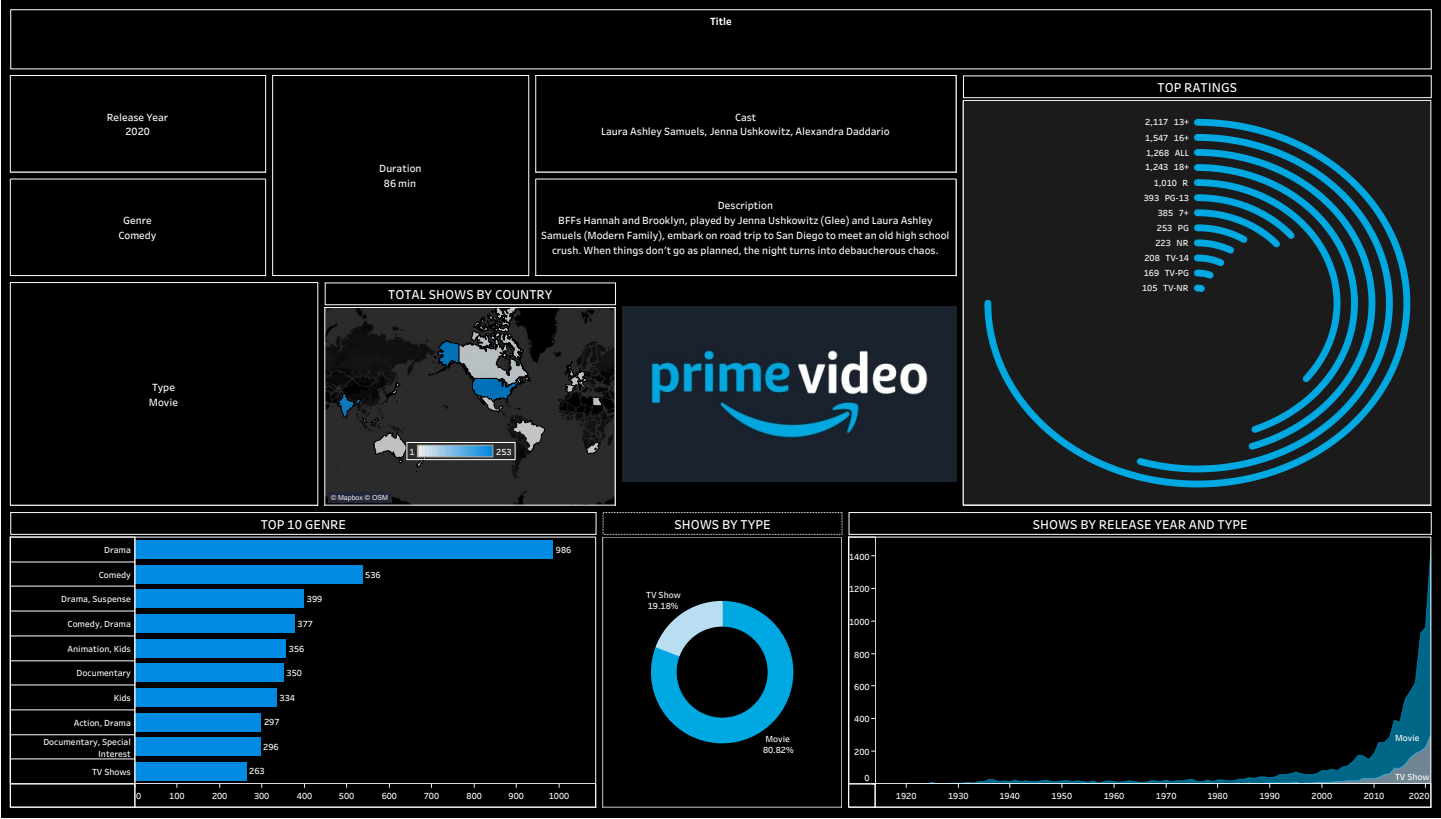 Title
Release Year
2020
Genre
Comedy
Duration
86 min
Cast
Laura Ashley Samuels, Jenna Ushkowitz, Alexandra Daddario
Description
BFFs Hannah and Brooklyn, played by Jenna Ushkowitz (Glee) and Laura Ashley
Samuels (Modern Family), embark on road trip to San Diego to meet an old high school
crush. When things don't go as planned, the night turns into debaucherous chaos.
TOP RATINGS
2,117 13+
1,547 16+
1,268 ALL
1,243 18+
1,010 R
393 PG-13
385 7+
253 PG
223 NR
208 TV-14
169 TV-PG
105 TV-NR
Type
Movie
TOTAL SHOWS BY COUNTRY
1 253
© Mapbox © OSM
prime video
TOP 10 GENRE
Drama 986
Comedy 536
Drama, Suspense 399
Comedy, Drama 377
Animation, Kids 356
Documentary 350
Kids 334
Action, Drama 297
Documentary, Special
Interest 296
TV Shows 263
0 100 200 300 400 500 600 700 800 900 1000
SHOWS BY TYPE
TV Show
19.18%
Movie
80.82%
SHOWS BY RELEASE YEAR AND TYPE
1400
1200
1000
800
600
400
200
0
Movie
TV Show
1920 1930 1940 1950 1960 1970 1980 1990 2000 2010 2020